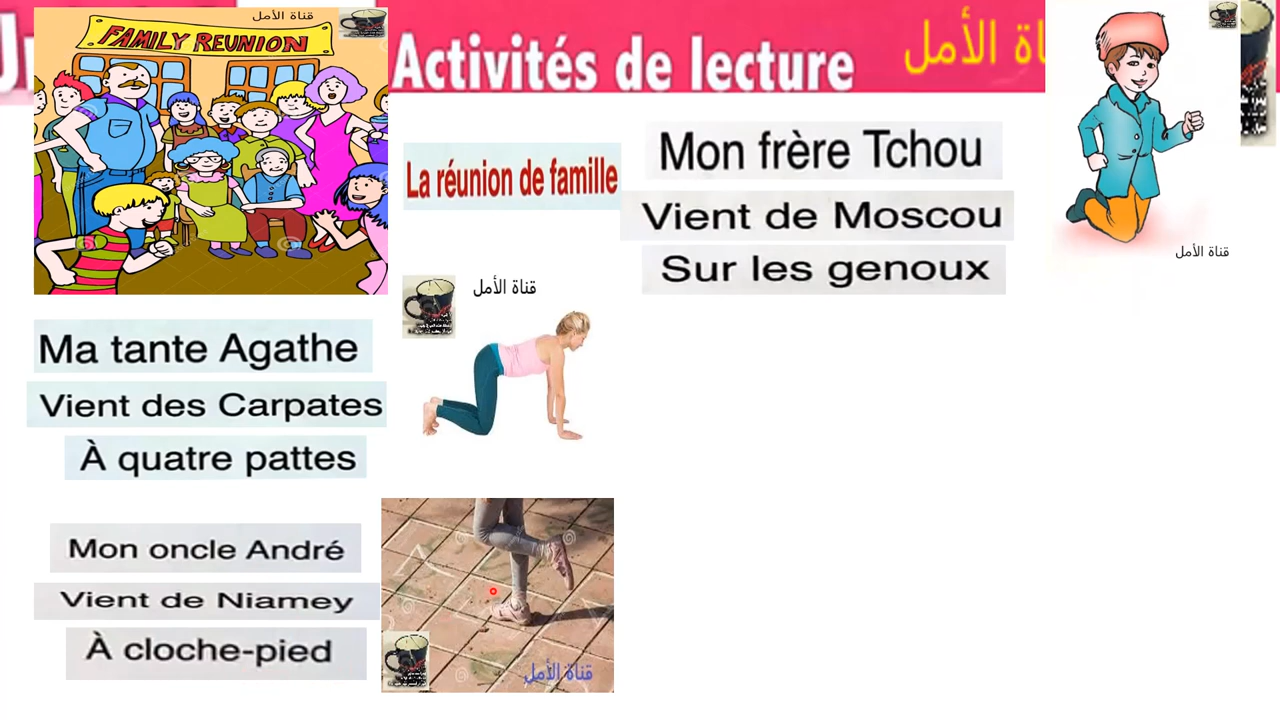 Activités de lecture
قناة الأمل
FAMILY REUNION
قناة الأمل
La réunion de famille
Ma tante Agathe
Vient des Carpates
À quatre pattes
قناة الأمل
Mon oncle André
Vient de Niamey
À cloche-pied
قناة الأمل
Mon frère Tchou
Vient de Moscou
Sur les genoux
قناة الأمل